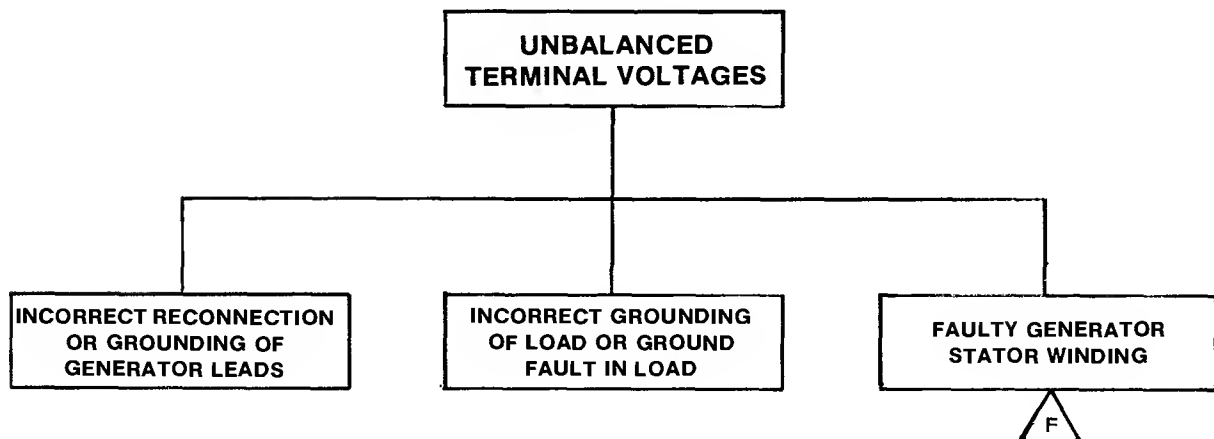 UNBALANCED
TERMINAL VOLTAGES
INCORRECT RECONNECTION
OR GROUNDING OF
GENERATOR LEADS
INCORRECT GROUNDING
OF LOAD OR GROUND
FAULT IN LOAD
FAULTY GENERATOR
STATOR WINDING
F